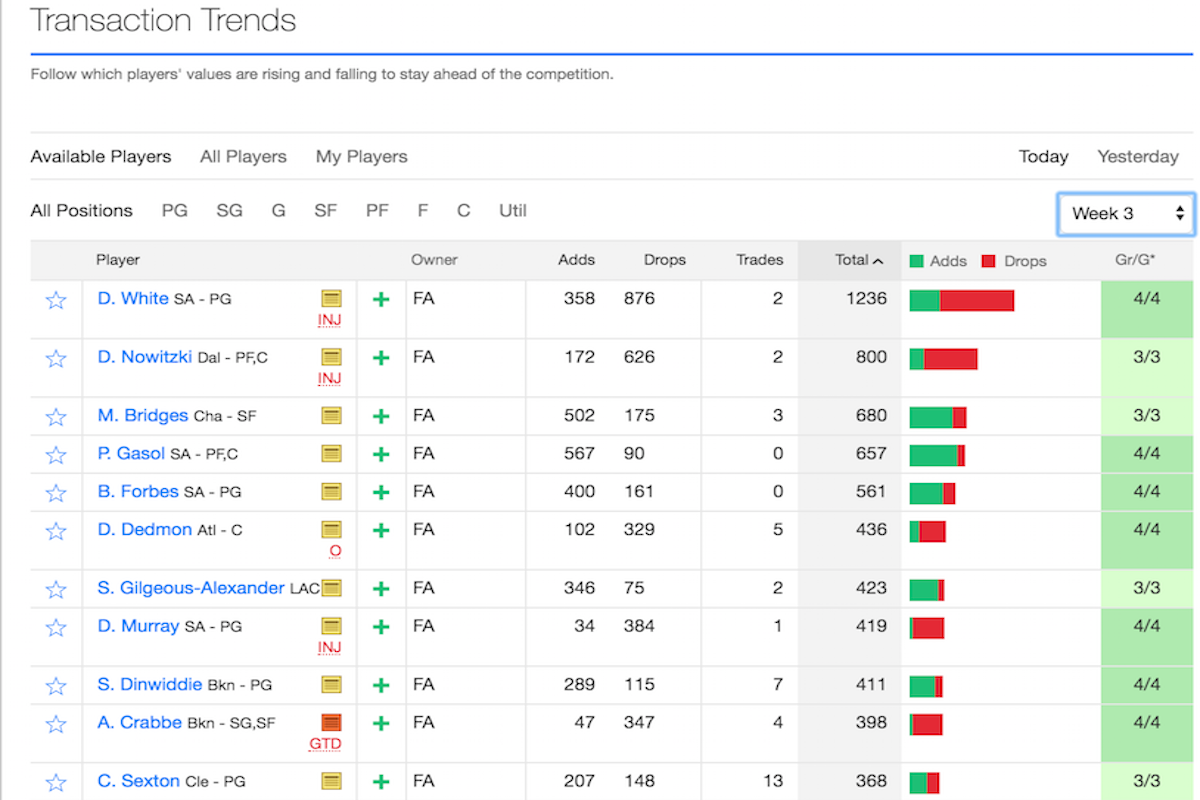 Transaction Trends
Follow which players' values are rising and falling to stay ahead of the competition.
Available Players All Players My Players Today Yesterday
All Positions PG SG G SF PF F C Util Week 3
Player Owner Adds Drops Trades Total Adds Drops Gr/G*
D. White SA - PG FA 358 876 2 1236 4/4
INJ
D. Nowitzki Dal - PF,C FA 172 626 2 800 3/3
INJ
M. Bridges Cha - SF FA 502 175 3 680 3/3
P. Gasol SA - PF,C FA 567 90 0 657 4/4
B. Forbes SA - PG FA 400 161 0 561 4/4
D. Dedmon Atl - C FA 102 329 5 436 4/4
O
S. Gilgeous-Alexander LAC FA 346 75 2 423 3/3
D. Murray SA - PG FA 34 384 1 419 4/4
INJ
S. Dinwiddie Bkn - PG FA 289 115 7 411 4/4
A. Crabbe Bkn - SG,SF FA 47 347 4 398 4/4
GTD
C. Sexton Cle - PG FA 207 148 13 368 3/3